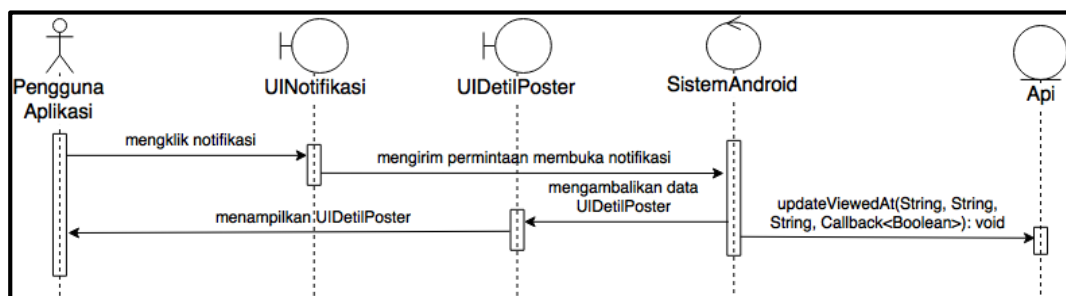 Pengguna
Aplikasi
UINotifikasi
UIDetilPoster
SistemAndroid
Api
mengklik notifikasi
mengirim permintaan membuka notifikasi
mengambalikan data
UIDetilPoster
menampilkan UIDetilPoster
updateViewedAt(String, String,
String, Callback<Boolean>): void